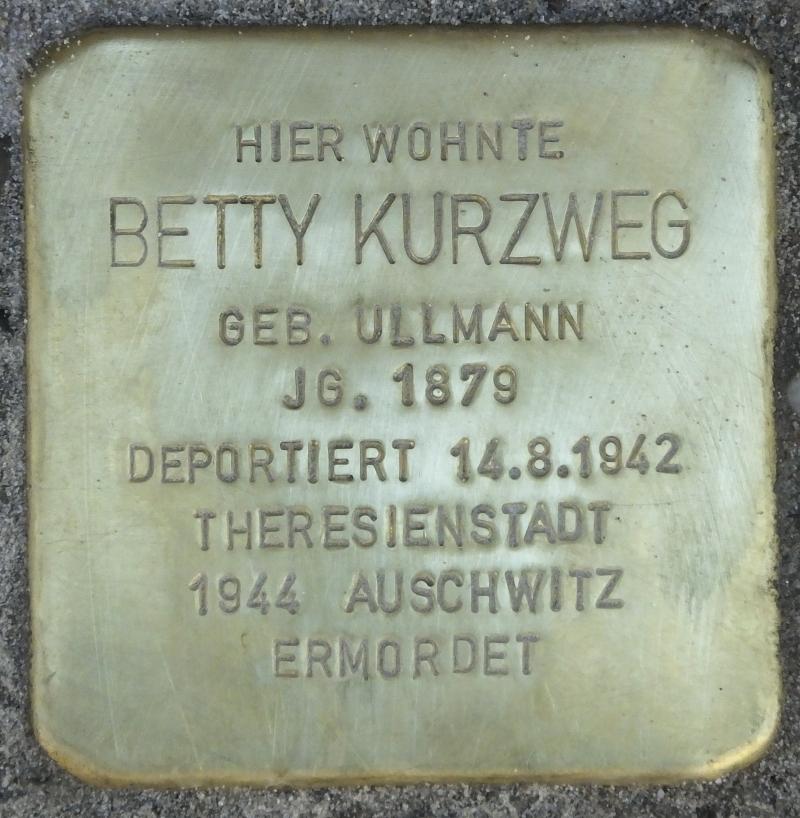 HIER WOHNTE
BETTY KURZWEG
GEB. ULLMANN
JG. 1879
DEPORTIERT 14.8.1942
THERESIENSTADT
1944 AUSCHWITZ
ERMORDET